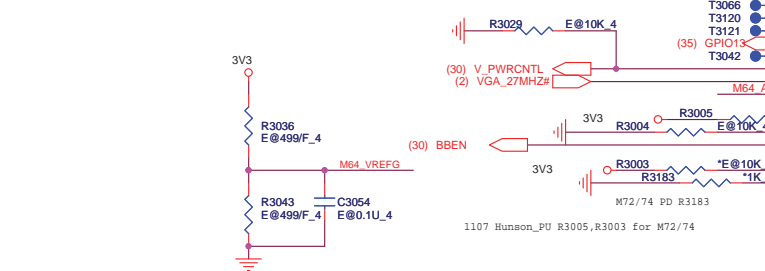 T3066
T3120
R3029 E@10K_4
T3121
(35) GPIO13
T3042
3V3
(30) V_PWRCNTL
(2) VGA_27MHZ#
M64_A
R3036
E@499/F_4
3V3
R3005
R3004 E@10K_4
(30) BBEN
M64_VREFG
3V3
R3003 *E@10K
R3183 *1K
R3043
E@499/F_4
C3054
E@0.1U_4
M72/74 PD R3183
1107 Hunson_PU R3005,R3003 for M72/74